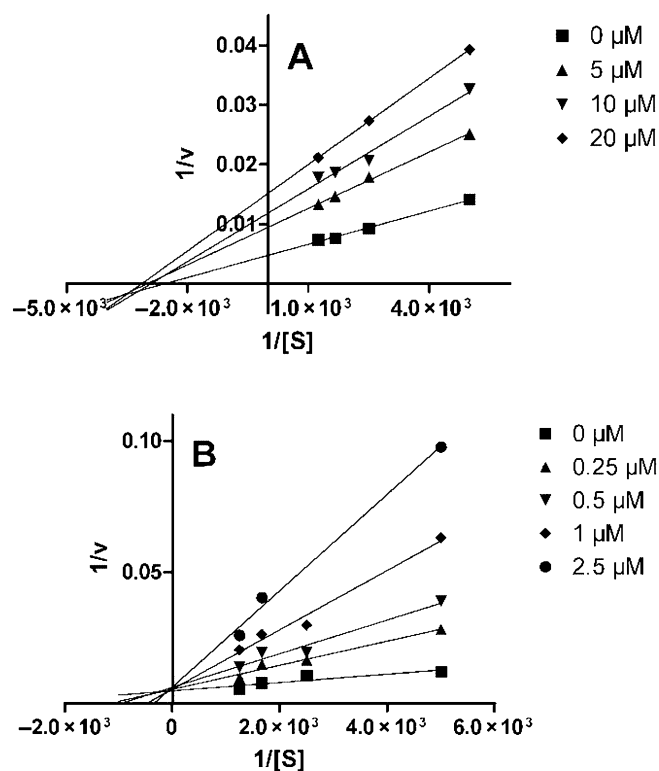 A
0 µM
5 µM
10 µM
20 µM
1/v
0.04
0.03
0.02
0.01
−5.0×10³ −2.0×10³ 1.0×10³ 4.0×10³
1/[S]
B
0 µM
0.25 µM
0.5 µM
1 µM
2.5 µM
1/v
0.10
0.05
−2.0×10³ 0 2.0×10³ 4.0×10³ 6.0×10³
1/[S]